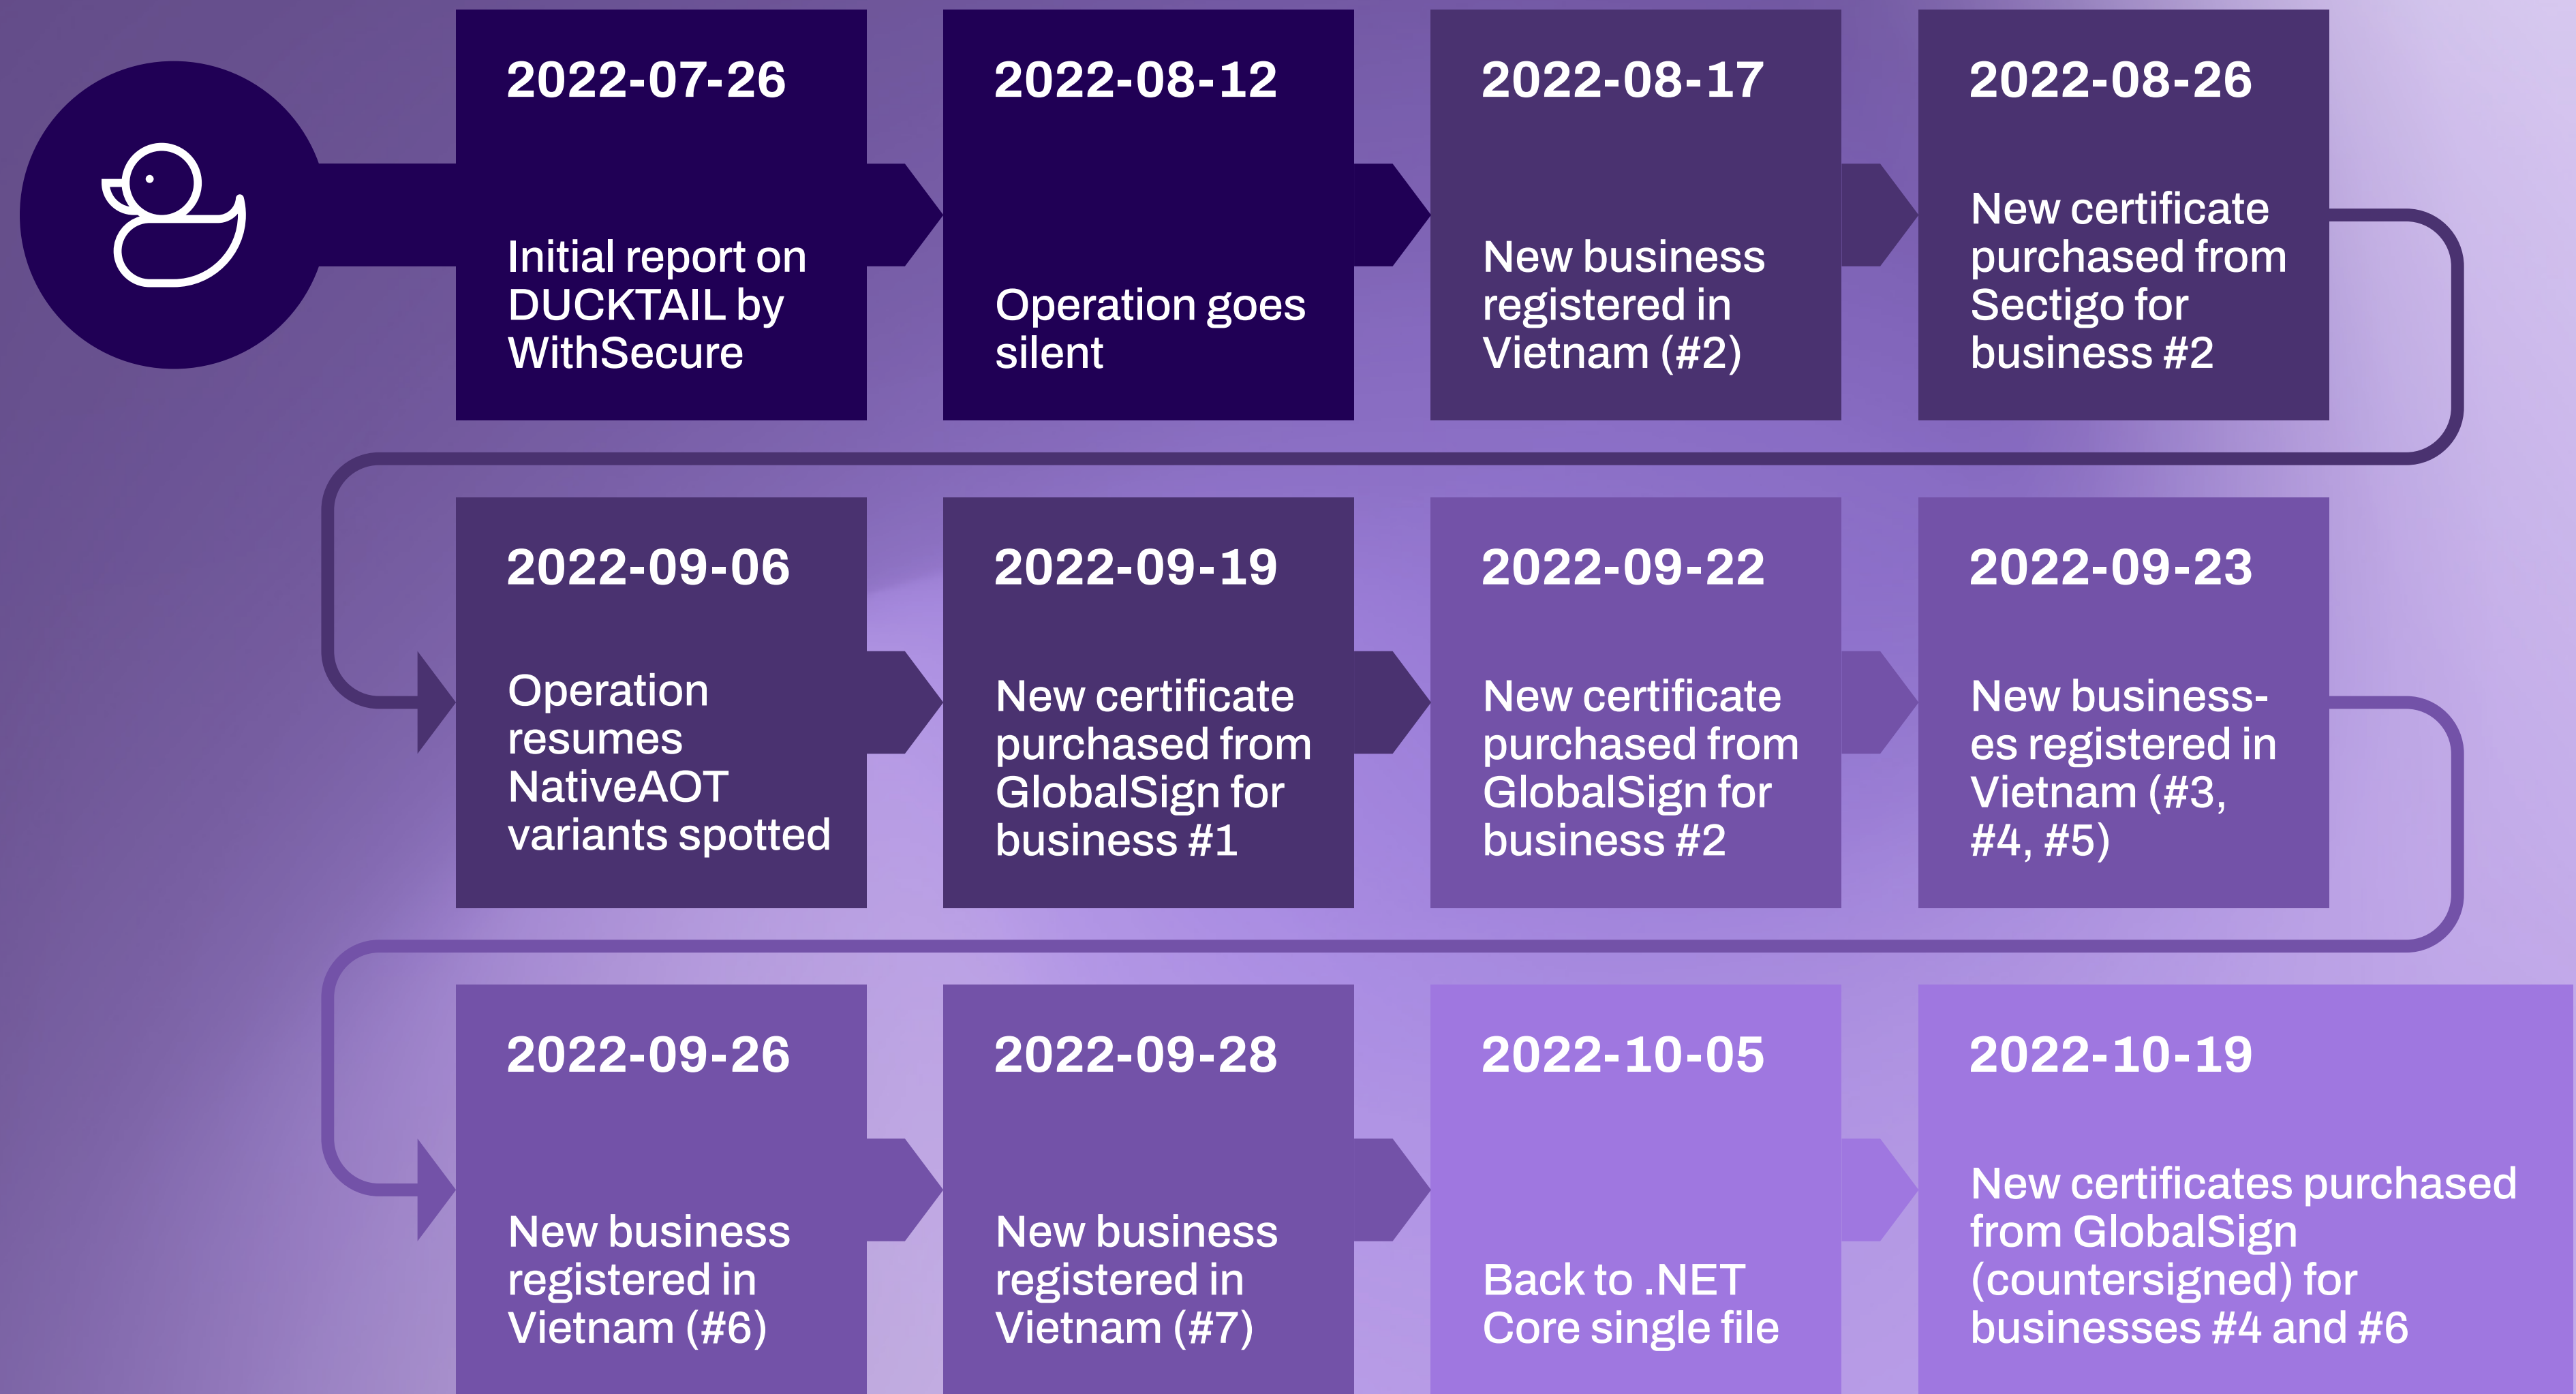 2022-07-26
Initial report on
DUCKTAIL by
WithSecure
2022-08-12
Operation goes
silent
2022-08-17
New business
registered in
Vietnam (#2)
2022-08-26
New certificate
purchased from
Sectigo for
business #2
2022-09-06
Operation
resumes
NativeAOT
variants spotted
2022-09-19
New certificate
purchased from
GlobalSign for
business #1
2022-09-22
New certificate
purchased from
GlobalSign for
business #2
2022-09-23
New business-
es registered in
Vietnam (#3,
#4, #5)
2022-09-26
New business
registered in
Vietnam (#6)
2022-09-28
New business
registered in
Vietnam (#7)
2022-10-05
Back to .NET
Core single file
2022-10-19
New certificates purchased
from GlobalSign
(countersigned) for
businesses #4 and #6